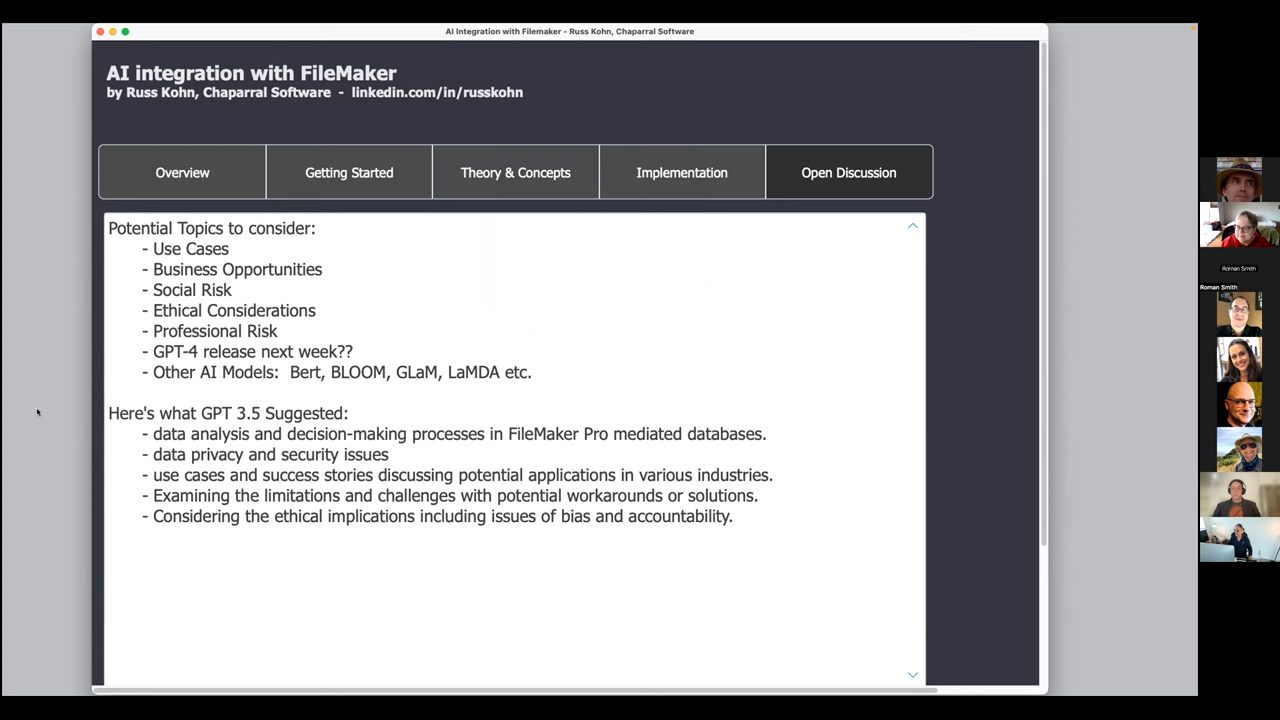 AI Integration with Filemaker - Russ Kohn, Chaparral Software
AI integration with FileMaker
by Russ Kohn, Chaparral Software - linkedin.com/in/russkohn
Overview
Getting Started
Theory & Concepts
Implementation
Open Discussion
Potential Topics to consider:
- Use Cases
- Business Opportunities
- Social Risk
- Ethical Considerations
- Professional Risk
- GPT-4 release next week??
- Other AI Models: Bert, BLOOM, GLaM, LaMDA etc.
Here's what GPT 3.5 Suggested:
- data analysis and decision-making processes in FileMaker Pro mediated databases.
- data privacy and security issues
- use cases and success stories discussing potential applications in various industries.
- Examining the limitations and challenges with potential workarounds or solutions.
- Considering the ethical implications including issues of bias and accountability.
Roman Smith
Roman Smith